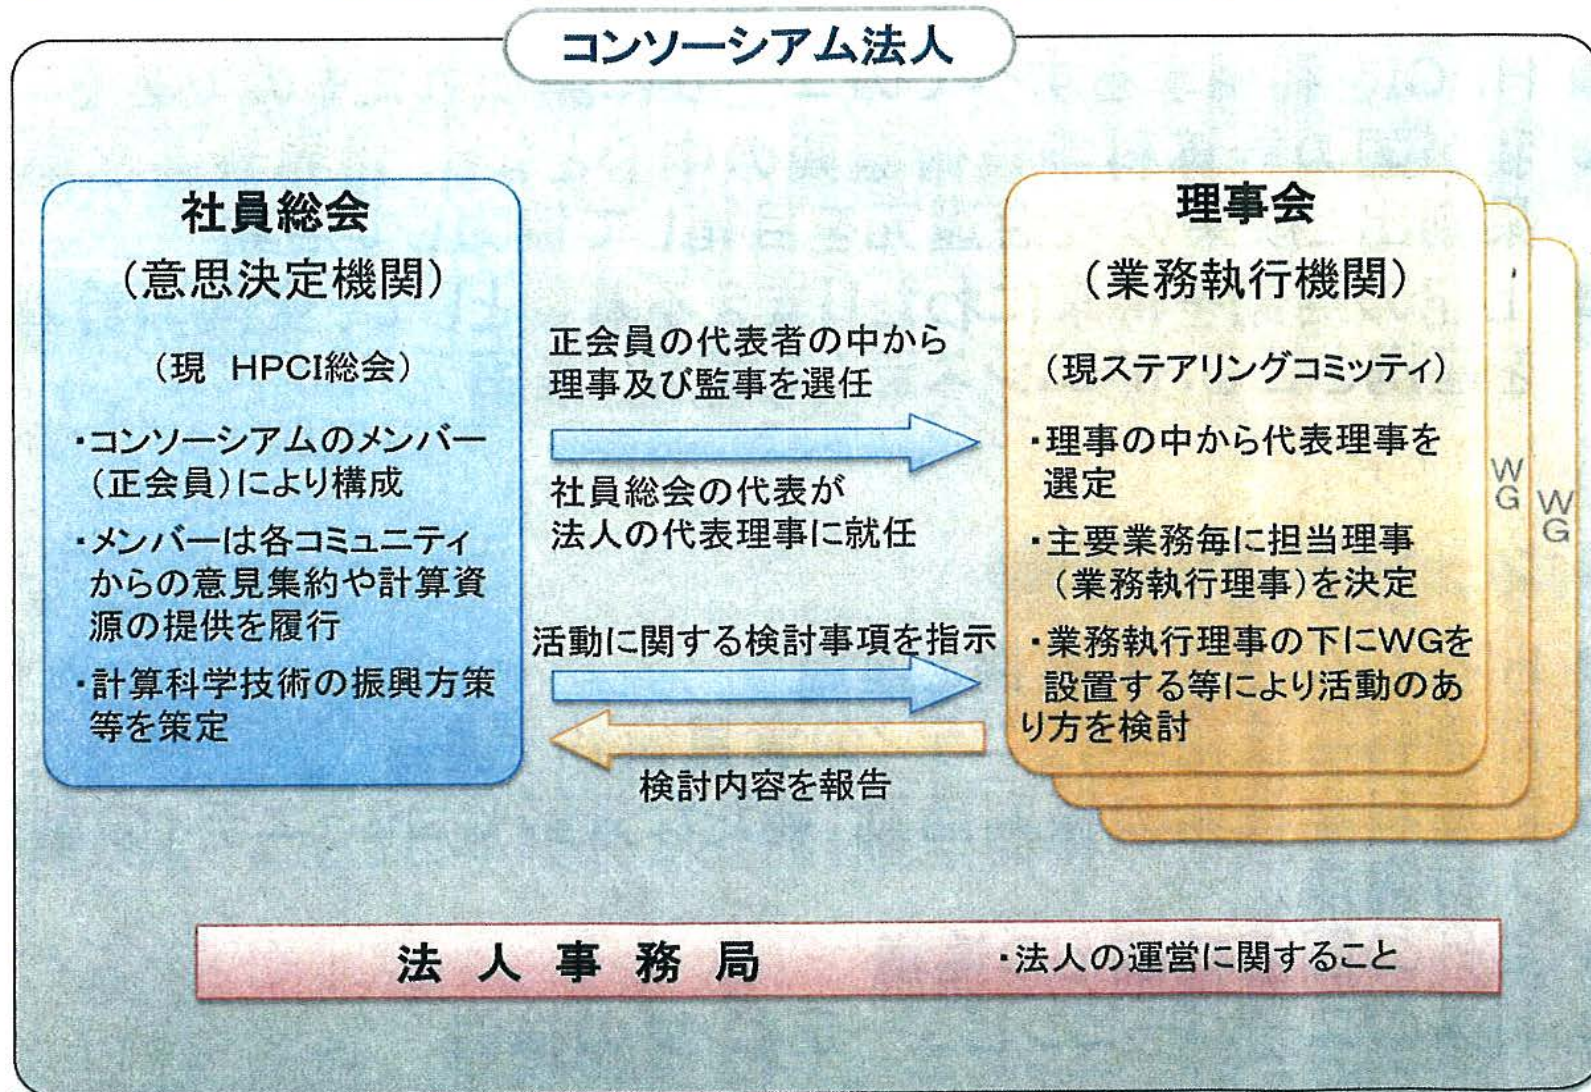 コンソーシアム法人
社員総会
（意思決定機関）
（現　HPCI総会）
・コンソーシアムのメンバー
（正会員）により構成
・メンバーは各コミュニティ
からの意見集約や計算資
源の提供を履行
・計算科学技術の振興方策
等を策定
正会員の代表者の中から
理事及び監事を選任
社員総会の代表が
法人の代表理事に就任
活動に関する検討事項を指示
検討内容を報告
理事会
（業務執行機関）
（現ステアリングコミッティ）
・理事の中から代表理事を
選定
・主要業務毎に担当理事
（業務執行理事）を決定
・業務執行理事の下にWGを
設置する等により活動のあ
り方を検討
WG
WG
法人事務局
・法人の運営に関すること